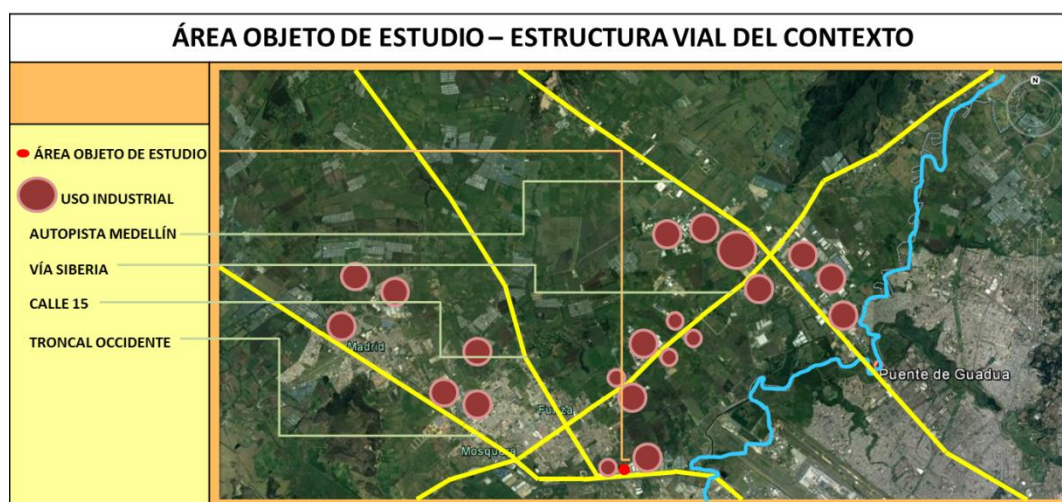 ÁREA OBJETO DE ESTUDIO – ESTRUCTURA VIAL DEL CONTEXTO
ÁREA OBJETO DE ESTUDIO
USO INDUSTRIAL
AUTOPISTA MEDELLÍN
VÍA SIBERIA
CALLE 15
TRONCAL OCCIDENTE
N
Madrid
Puente de Guadua
Funza
Mosquera